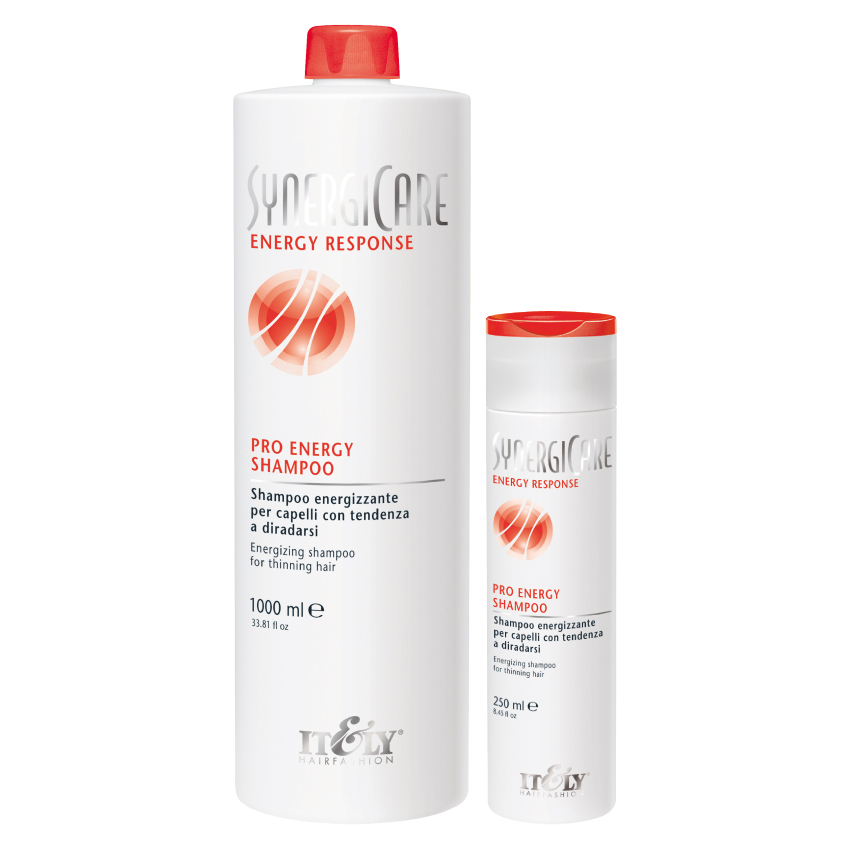 SYNERGICARE
ENERGY RESPONSE
PRO ENERGY
SHAMPOO
Shampoo energizzante
per capelli con tendenza
a diradarsi
Energizing shampoo
for thinning hair
1000 ml ℮
33.81 fl oz
IT&LY®
HAIRFASHION
SYNERGICARE
ENERGY RESPONSE
PRO ENERGY
SHAMPOO
Shampoo energizzante
per capelli con tendenza
a diradarsi
Energizing shampoo
for thinning hair
250 ml ℮
8.45 fl oz
IT&LY
HAIRFASHION